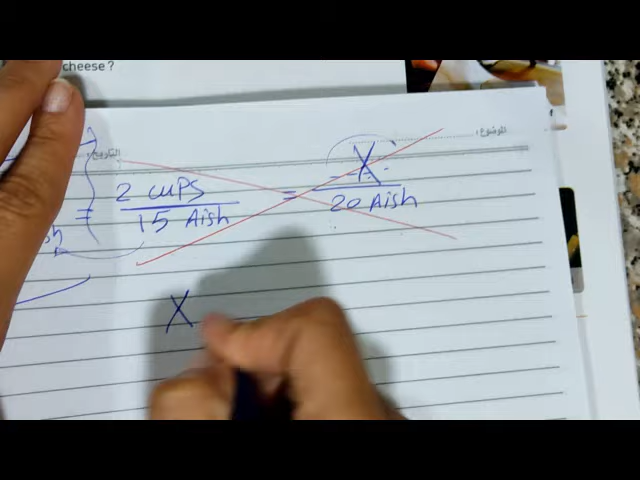 cheese?
الموضوع:
التاريخ:
2 cups = X
15 Aish 20 Aish
X